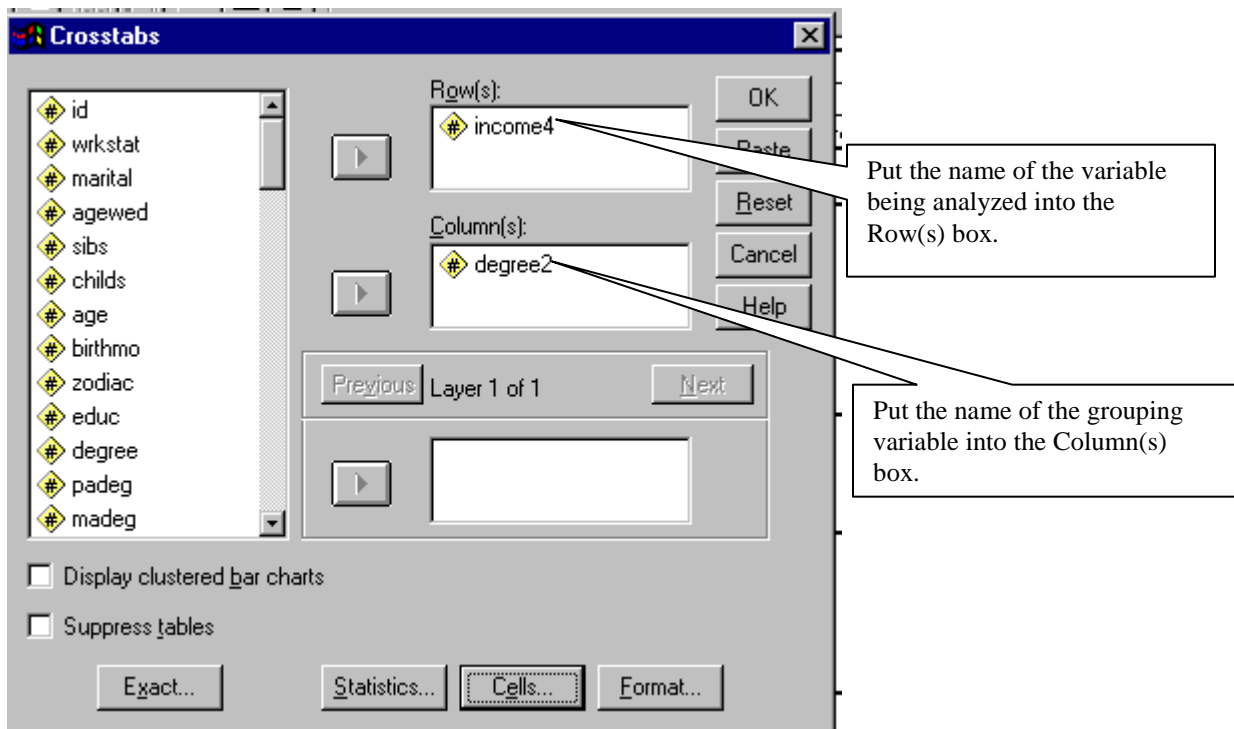 Crosstabs
id
wrkstat
marital
agewed
sibs
childs
age
birthmo
zodiac
educ
degree
padeg
madeg
Row(s):
income4
Column(s):
degree2
Previous
Layer 1 of 1
Next
OK
Paste
Reset
Cancel
Help
Display clustered bar charts
Suppress tables
Exact...
Statistics...
Cells...
Format...
Put the name of the variable
being analyzed into the
Row(s) box.
Put the name of the grouping
variable into the Column(s)
box.